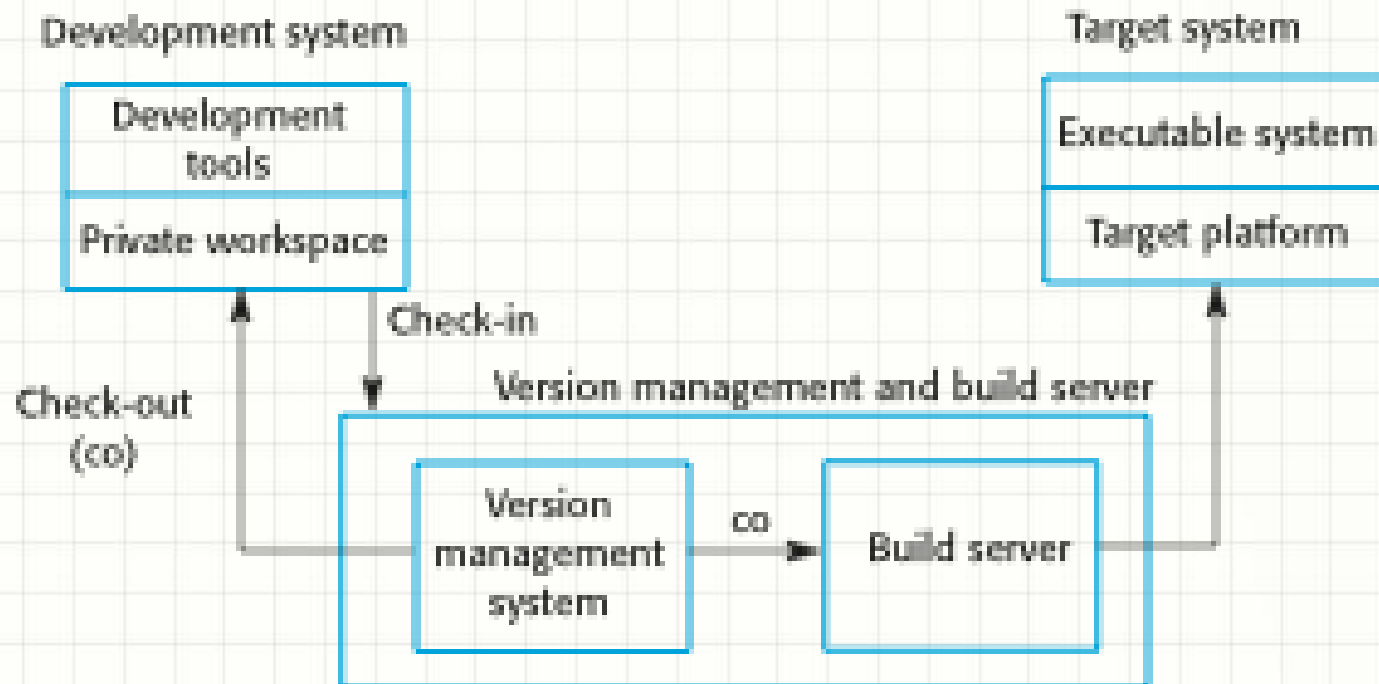 Development system
Target system
Development
tools
Private workspace
Executable system
Target platform
Check-in
Check-out
(co)
Version management and build server
Version
management
system
co
Build server